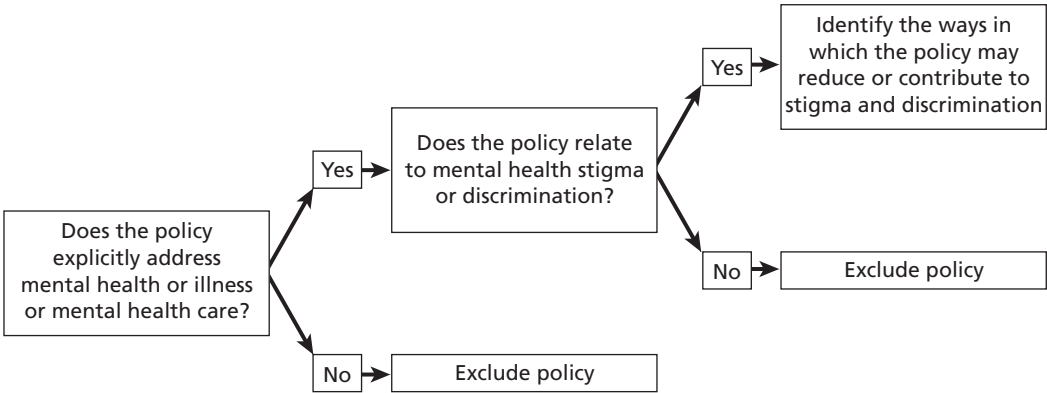 Does the policy
explicitly address
mental health or illness
or mental health care?
Yes
No
Exclude policy
Does the policy relate
to mental health stigma
or discrimination?
Yes
No
Exclude policy
Identify the ways in
which the policy may
reduce or contribute to
stigma and discrimination